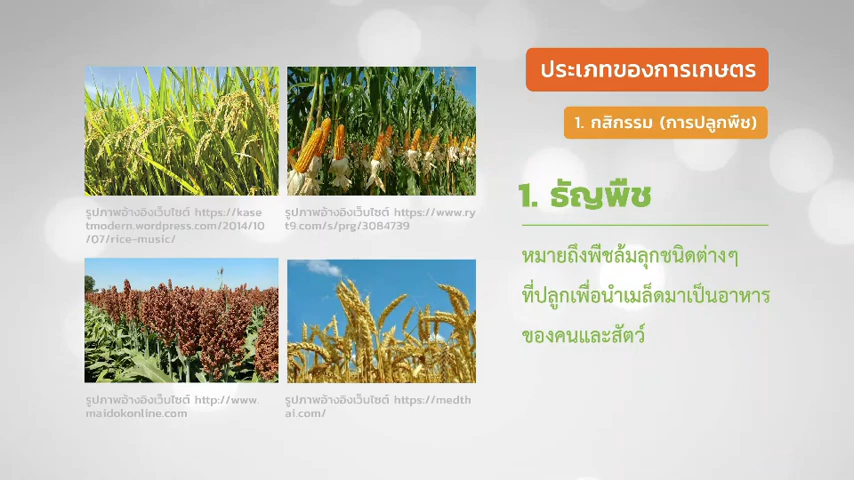 ประเภทของการเกษตร
1. กสิกรรม (การปลูกพืช)
1. ธัญพืช
หมายถึงพืชล้มลุกชนิดต่างๆ
ที่ปลูกเพื่อนำเมล็ดมาเป็นอาหาร
ของคนและสัตว์
รูปภาพอ้างอิงเว็บไซต์ https://kase
tmodern.wordpress.com/2014/10
/07/rice-music/
รูปภาพอ้างอิงเว็บไซต์ https://www.ry
t9.com/s/prg/3084739
รูปภาพอ้างอิงเว็บไซต์ http://www.
maidokonline.com
รูปภาพอ้างอิงเว็บไซต์ https://medth
ai.com/